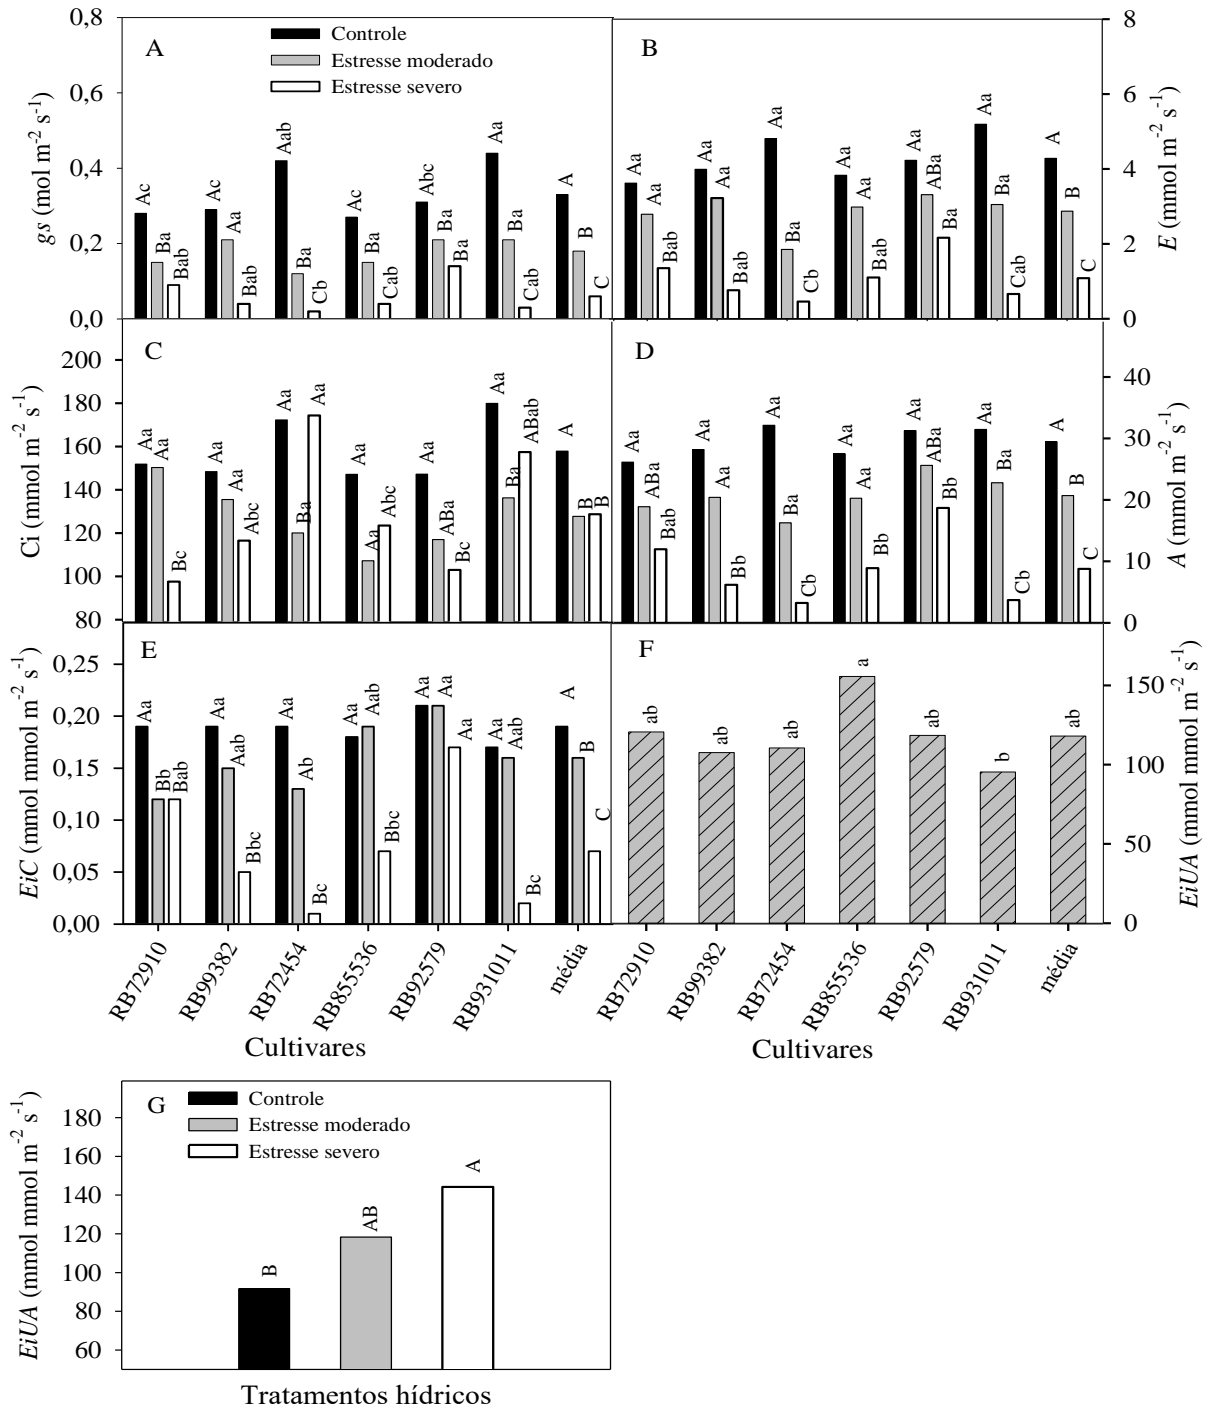 A
Controle
Estresse moderado
Estresse severo
gs (mol m-2 s-1)
0,8
0,6
0,4
0,2
0,0
Ac Ba Bab
Ac Aa Bab
Aab Ba Cb
Ac Ba Cab
Abc Ba Ba
Aa Ba Cab
A B C
B
E (mmol m-2 s-1)
8
6
4
2
0
Aa Aa Bab
Aa Aa Bab
Aa Ba Cb
Aa Aa Bab
Aa ABa Ba
Aa Ba Cab
A B C
C
Ci (mmol m-2 s-1)
200
180
160
140
120
100
80
Aa Aa Bc
Aa Aa Abc
Aa Ba Aa
Aa Aa Abc
Aa ABa Bc
Aa Ba ABab
A B B
D
A (mmol m-2 s-1)
40
30
20
10
0
Aa ABa Bab
Aa Aa Bb
Aa Ba Cb
Aa Aa Bb
Aa ABa Bb
Aa Ba Cb
A B C
E
EiC (mmol mmol m-2 s-1)
0,25
0,20
0,15
0,10
0,05
0,00
Aa Bb Bab
Aa Aab Bbc
Aa Ab Bc
Aa Aab Bbc
Aa Aa Aa
Aa Aab Bc
A B C
RB72910
RB99382
RB72454
RB855536
RB92579
RB931011
média
Cultivares
F
EiUA (mmol mmol m-2 s-1)
150
100
50
0
ab
ab
ab
a
ab
b
ab
RB72910
RB99382
RB72454
RB855536
RB92579
RB931011
média
Cultivares
G
Controle
Estresse moderado
Estresse severo
EiUA (mmol mmol m-2 s-1)
180
160
140
120
100
80
60
B
AB
A
Tratamentos hídricos